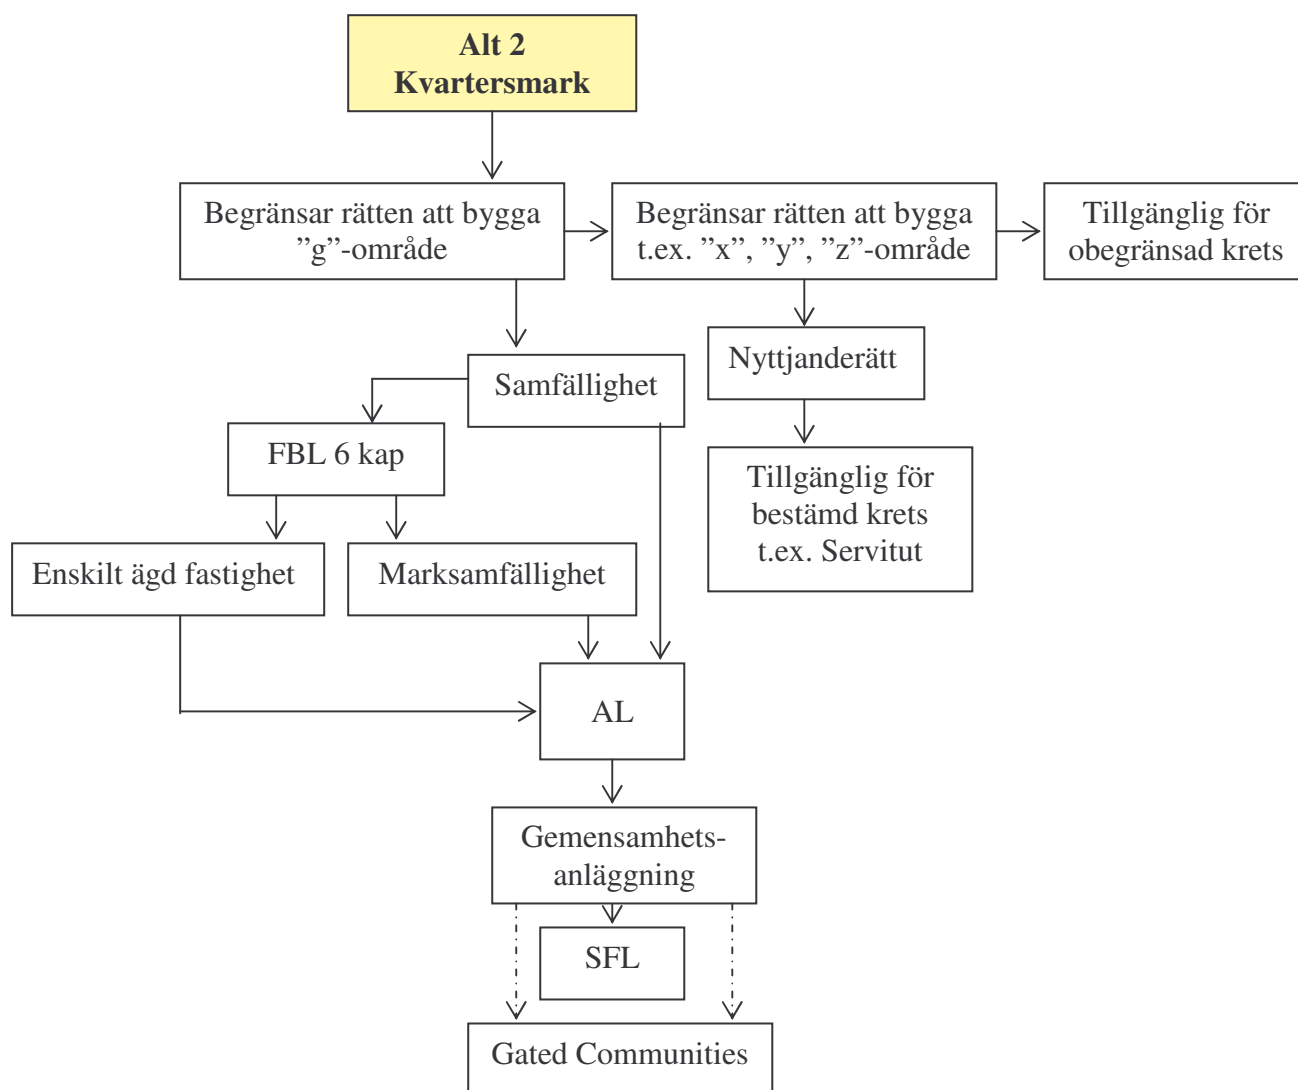 Alt 2
Kvartersmark
Begränsar rätten att bygga
”g”-område
Begränsar rätten att bygga
t.ex. ”x”, ”y”, ”z”-område
Tillgänglig för
obegränsad krets
Samfällighet
Nyttjanderätt
FBL 6 kap
Tillgänglig för
bestämd krets
t.ex. Servitut
Enskilt ägd fastighet
Marksamfällighet
AL
Gemensamhets-
anläggning
SFL
Gated Communities